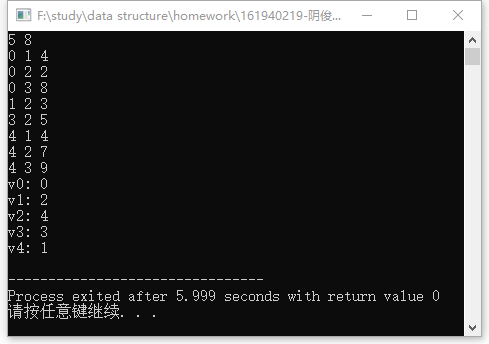 F:\study\data structure\homework\161940219-阴俊...
5 8
0 1 4
0 2 2
0 3 8
1 2 3
3 2 5
4 1 4
4 2 7
4 3 9
v0: 0
v1: 2
v2: 4
v3: 3
v4: 1
--------------------------------
Process exited after 5.999 seconds with return value 0
请按任意键继续. . .